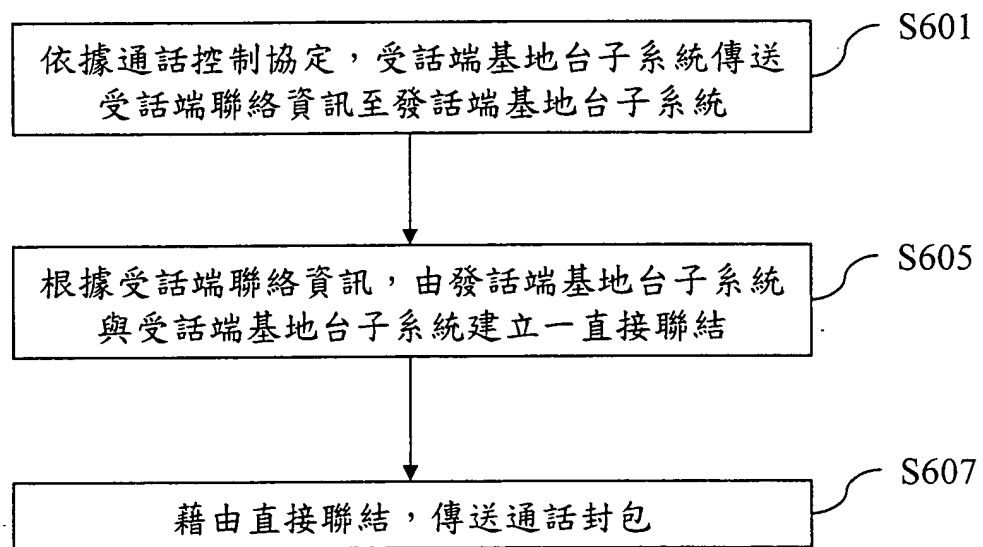 S601
依據通話控制協定，受話端基地台子系統傳送
受話端聯絡資訊至發話端基地台子系統
S605
根據受話端聯絡資訊，由發話端基地台子系統
與受話端基地台子系統建立一直接聯結
S607
藉由直接聯結，傳送通話封包